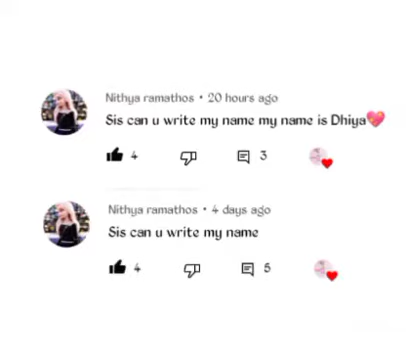 Nithya ramathos • 20 hours ago
Sis can u write my name my name is Dhiya💖
4 3
Nithya ramathos • 4 days ago
Sis can u write my name
4 5